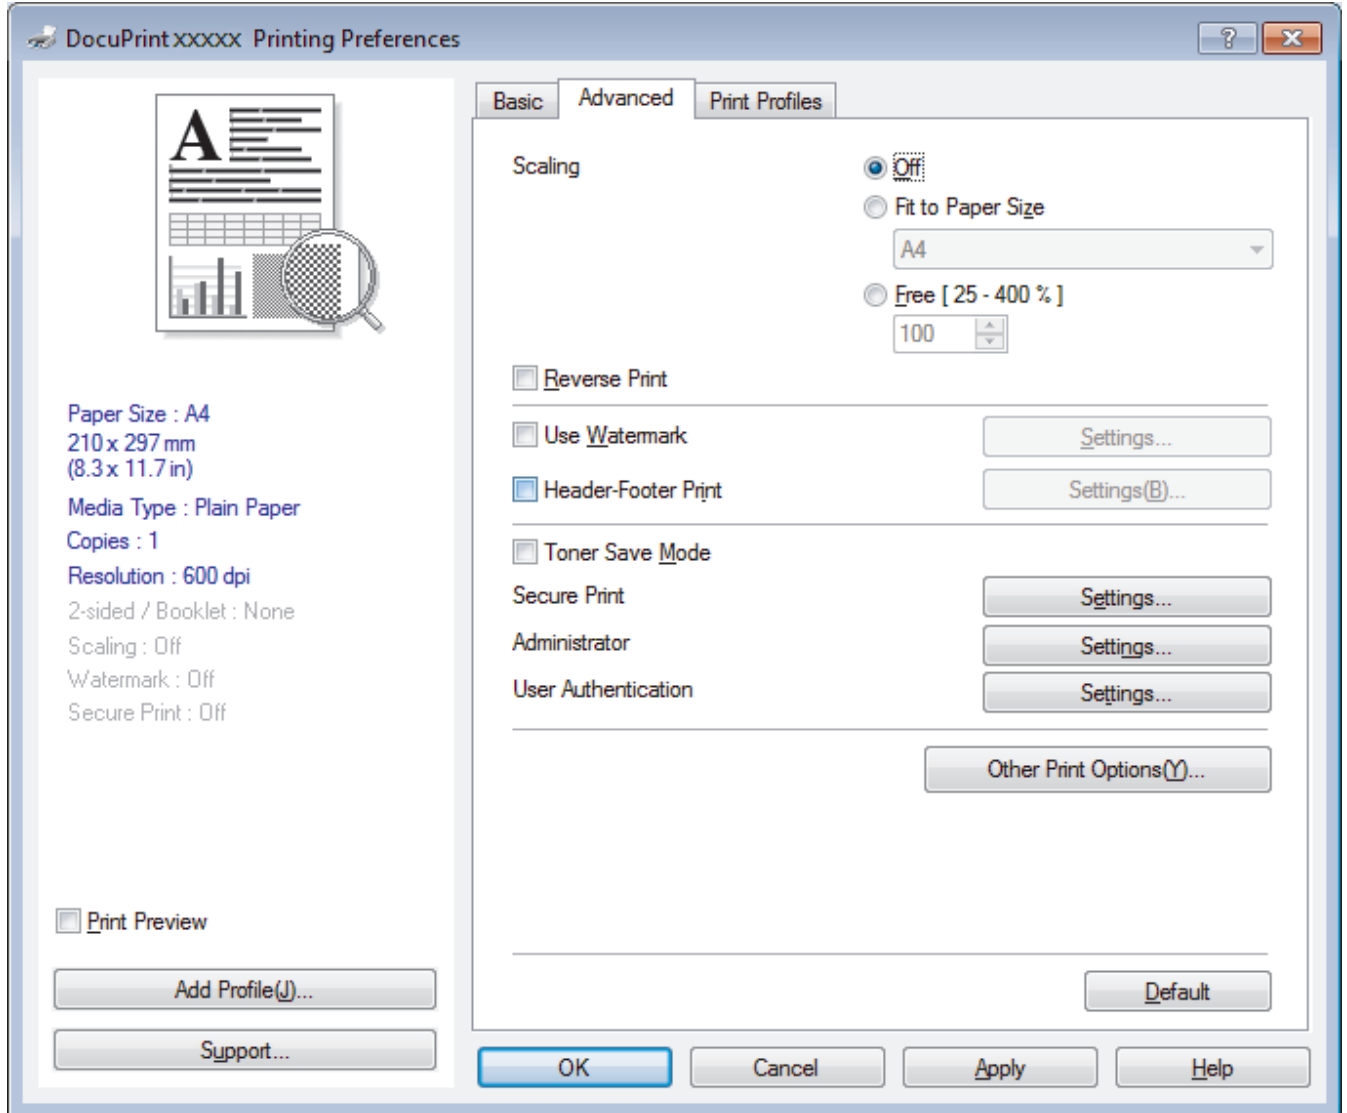 DocuPrint xxxxx Printing Preferences
Basic
Advanced
Print Profiles
A
Scaling
Off
Fit to Paper Size
A4
Free [ 25 - 400 % ]
100
Reverse Print
Use Watermark
Settings...
Header-Footer Print
Settings(B)...
Toner Save Mode
Secure Print
Settings...
Administrator
Settings...
User Authentication
Settings...
Other Print Options(Y)...
Default
Paper Size : A4
210 x 297 mm
(8.3 x 11.7 in)
Media Type : Plain Paper
Copies : 1
Resolution : 600 dpi
2-sided / Booklet : None
Scaling : Off
Watermark : Off
Secure Print : Off
Print Preview
Add Profile(J)...
Support...
OK
Cancel
Apply
Help